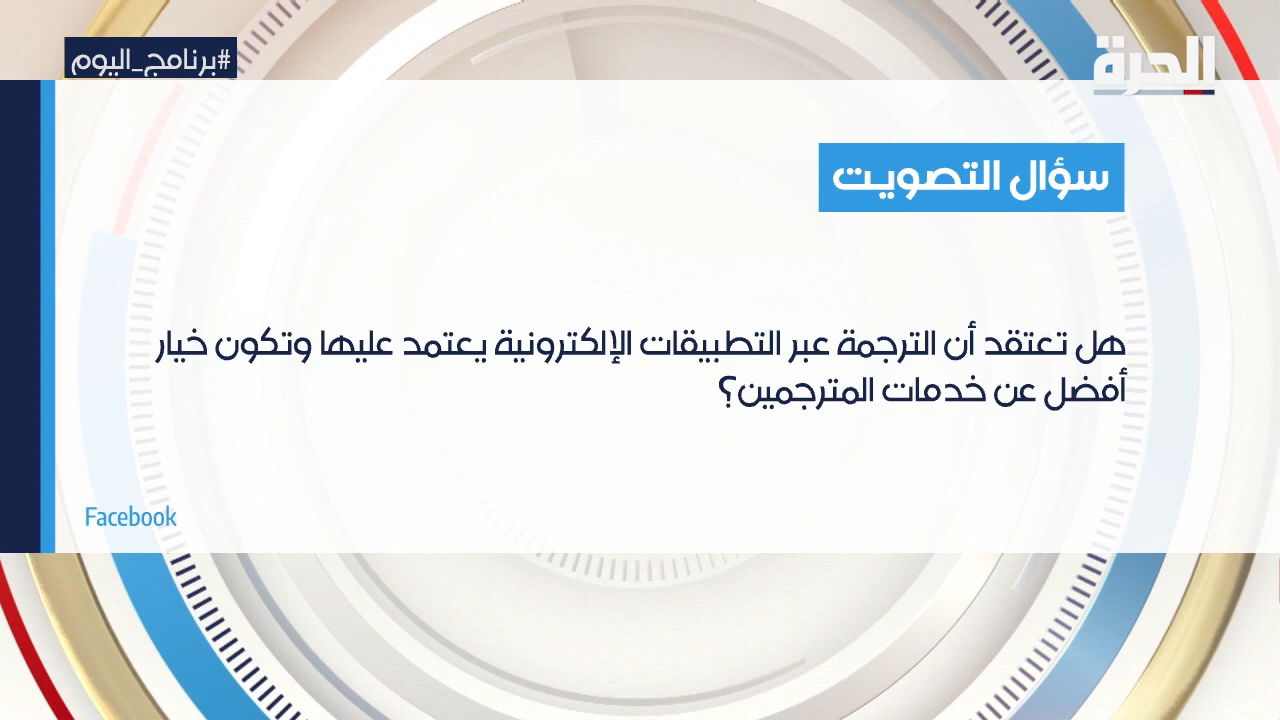 #برنامج_اليوم
الحرة
سؤال التصويت
هل تعتقد أن الترجمة عبر التطبيقات الإلكترونية يعتمد عليها وتكون خيار
أفضل عن خدمات المترجمين؟
Facebook